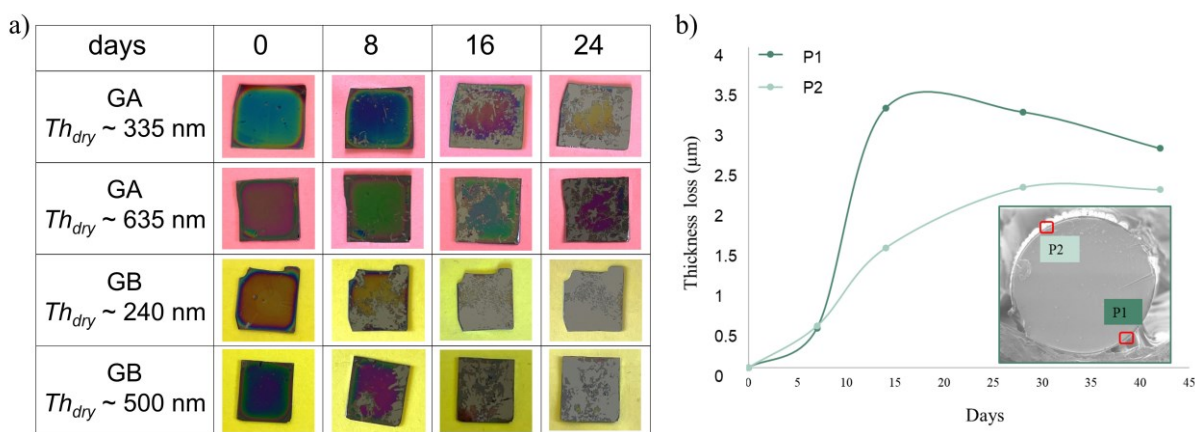 a)
days 0 8 16 24
GA
Th_dry ~ 335 nm
GA
Th_dry ~ 635 nm
GB
Th_dry ~ 240 nm
GB
Th_dry ~ 500 nm
b)
P1
P2
4
3.5
3
2.5
2
1.5
1
0.5
0
Thickness loss (µm)
P2
P1
0 5 10 15 20 25 30 35 40 45
Days